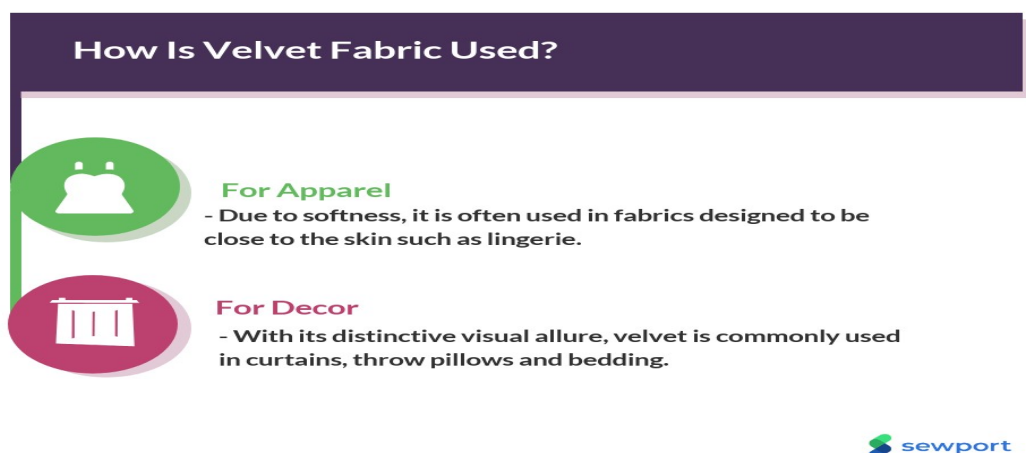 How Is Velvet Fabric Used?
For Apparel
- Due to softness, it is often used in fabrics designed to be
close to the skin such as lingerie.
For Decor
- With its distinctive visual allure, velvet is commonly used
in curtains, throw pillows and bedding.
sewport